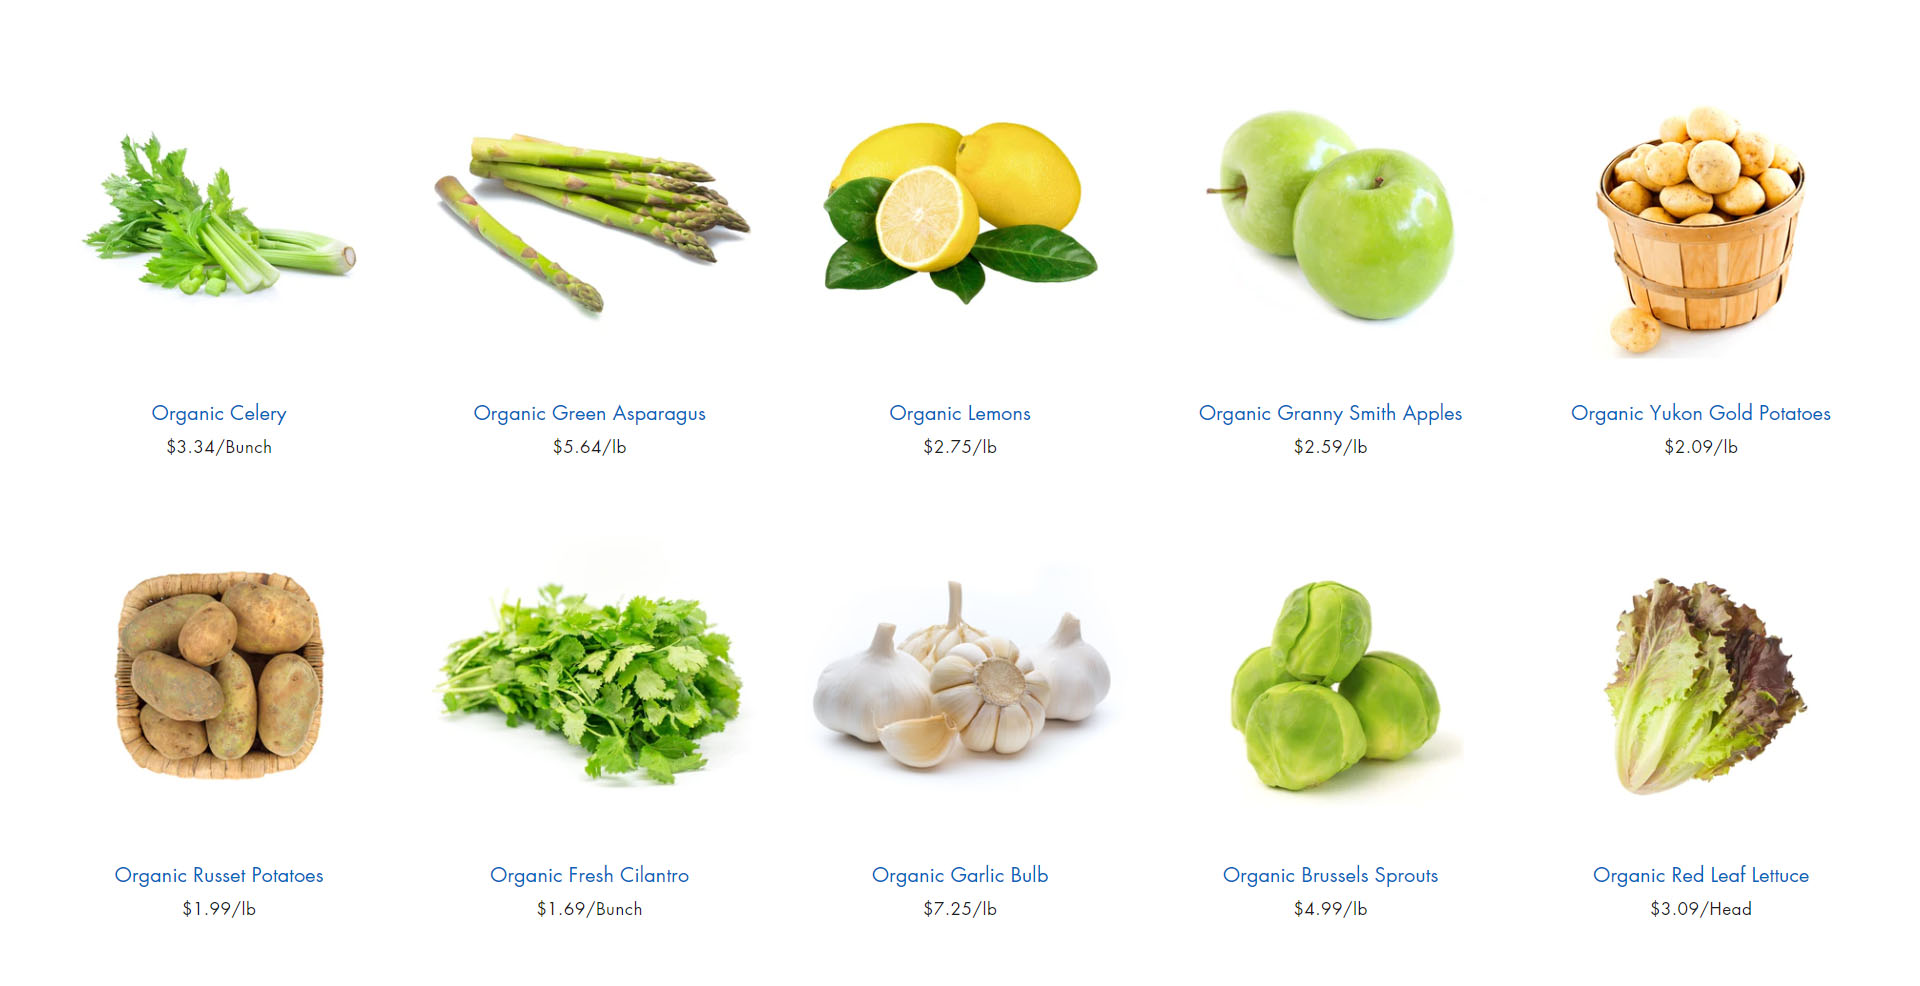 Organic Celery
$3.34/Bunch
Organic Green Asparagus
$5.64/lb
Organic Lemons
$2.75/lb
Organic Granny Smith Apples
$2.59/lb
Organic Yukon Gold Potatoes
$2.09/lb
Organic Russet Potatoes
$1.99/lb
Organic Fresh Cilantro
$1.69/Bunch
Organic Garlic Bulb
$7.25/lb
Organic Brussels Sprouts
$4.99/lb
Organic Red Leaf Lettuce
$3.09/Head